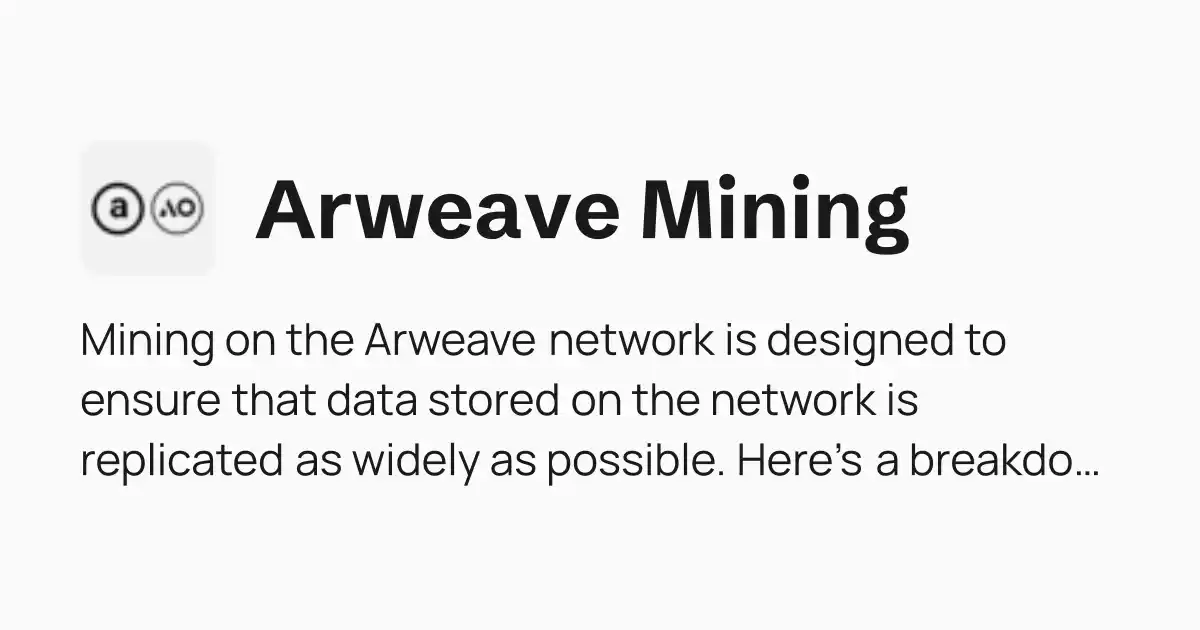 a AO
Arweave Mining
Mining on the Arweave network is designed to
ensure that data stored on the network is
replicated as widely as possible. Here's a breakdo…